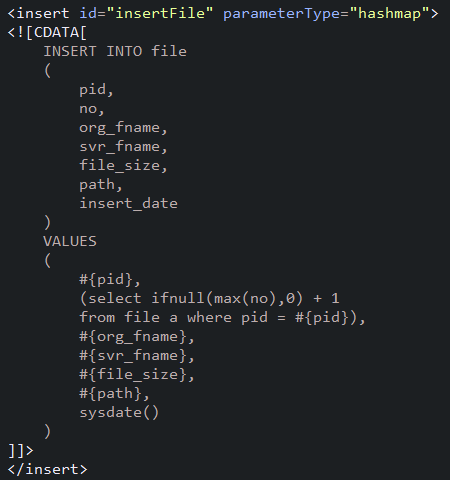 <insert id="insertFile" parameterType="hashmap">
<![CDATA[
    INSERT INTO file
    (
        pid,
        no,
        org_fname,
        svr_fname,
        file_size,
        path,
        insert_date
    )
    VALUES
    (
        #{pid},
        (select ifnull(max(no),0) + 1
        from file a where pid = #{pid}),
        #{org_fname},
        #{svr_fname},
        #{file_size},
        #{path},
        sysdate()
    )
]]>
</insert>